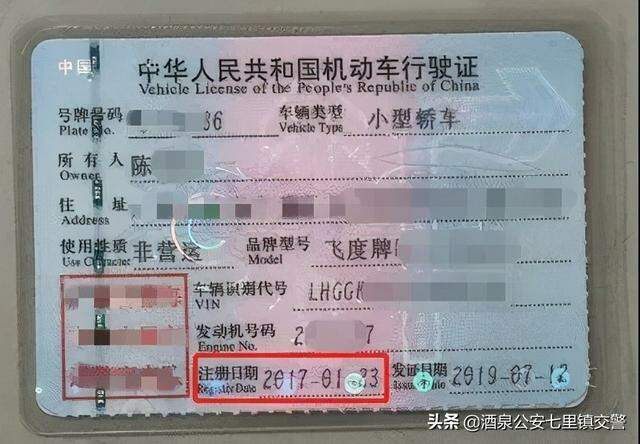 中国
中华人民共和国机动车行驶证
Vehicle License of the People's Republic of China
号牌号码 86 车辆类型 小型轿车
Plate No. Vehicle Type
所有人 陈
Owner
住址
Address
使用性质 非营运 品牌型号 飞度牌
Use Character Model
车辆识别代号 LHGGK
VIN
发动机号码 2 7
Engine No.
注册日期 2017-01- 发证日期 2019-07-12
Register Date Issue Date
头条 @酒泉公安七里镇交警